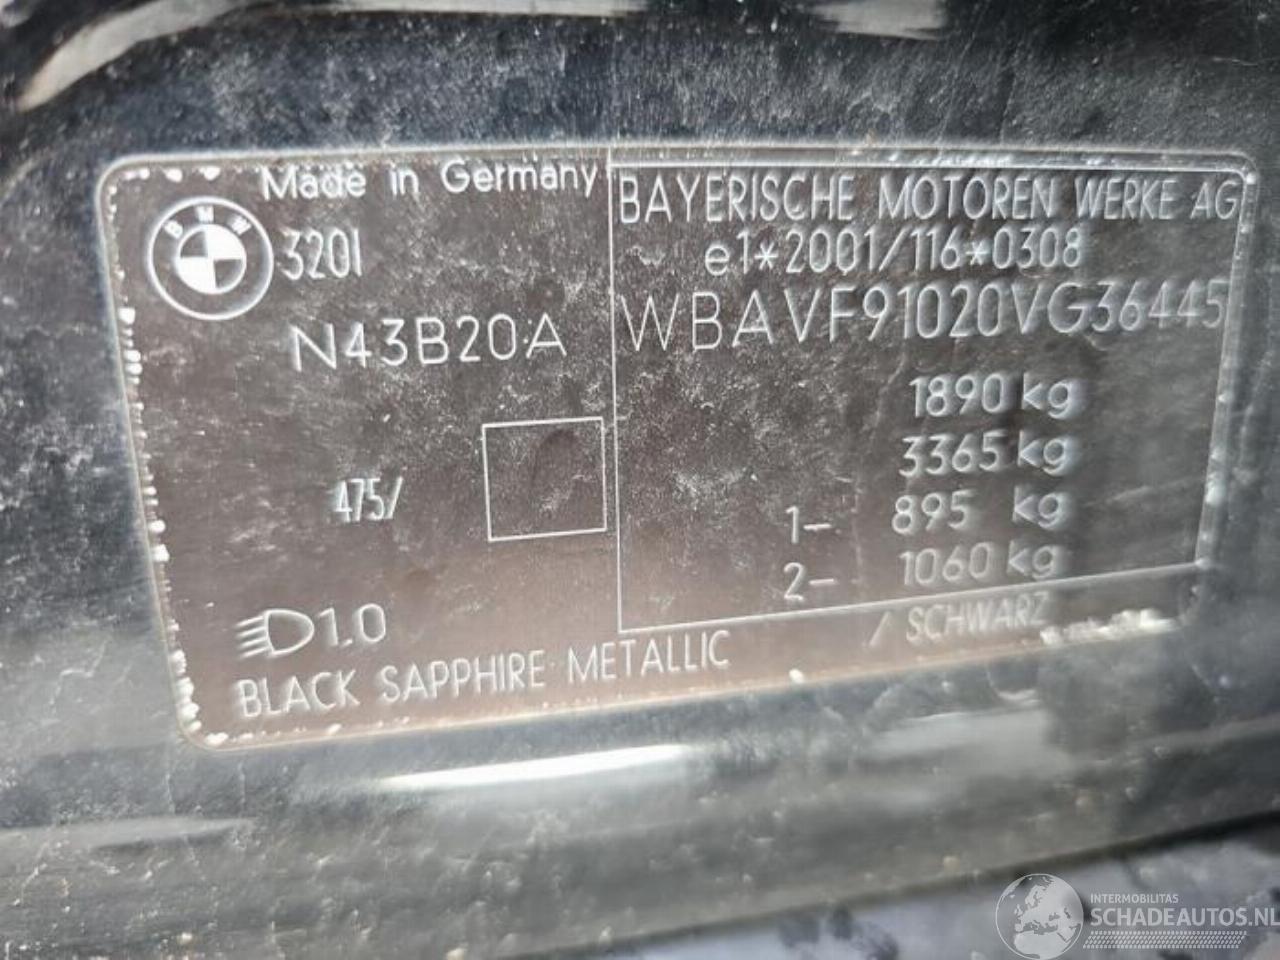 Made in Germany
BMW
320I
N43B20A
475/
1.0
BLACK SAPPHIRE METALLIC / SCHWARZ
BAYERISCHE MOTOREN WERKE AG
e1*2001/116*0308
WBAVF91020VG36445
1890 kg
3365 kg
1- 895 kg
2- 1060 kg
INTERMOBILITAS
SCHADEAUTOS.NL